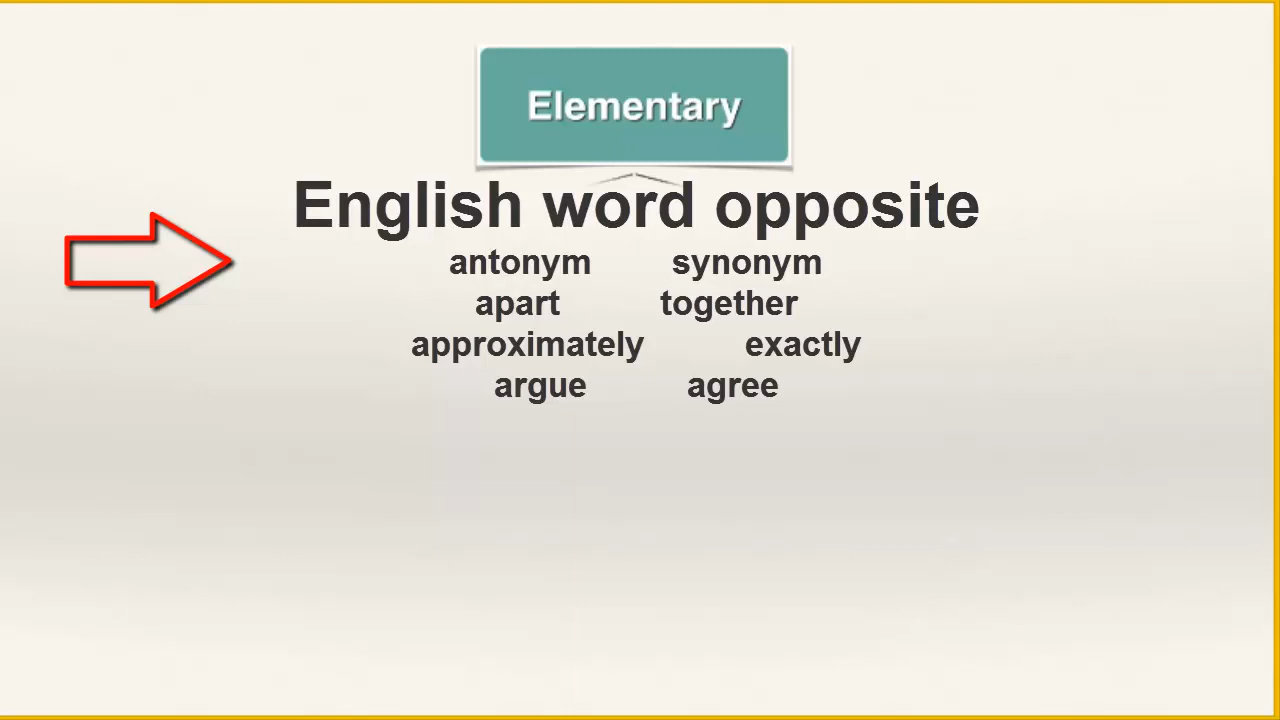 Elementary
English word opposite
antonym synonym
apart together
approximately exactly
argue agree